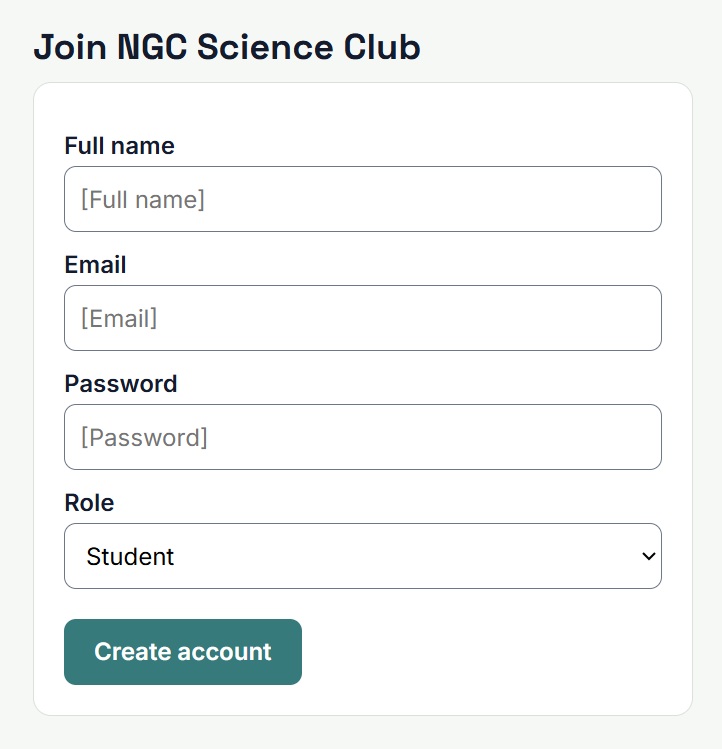 Join NGC Science Club
Full name
[Full name]
Email
[Email]
Password
[Password]
Role
Student
Create account